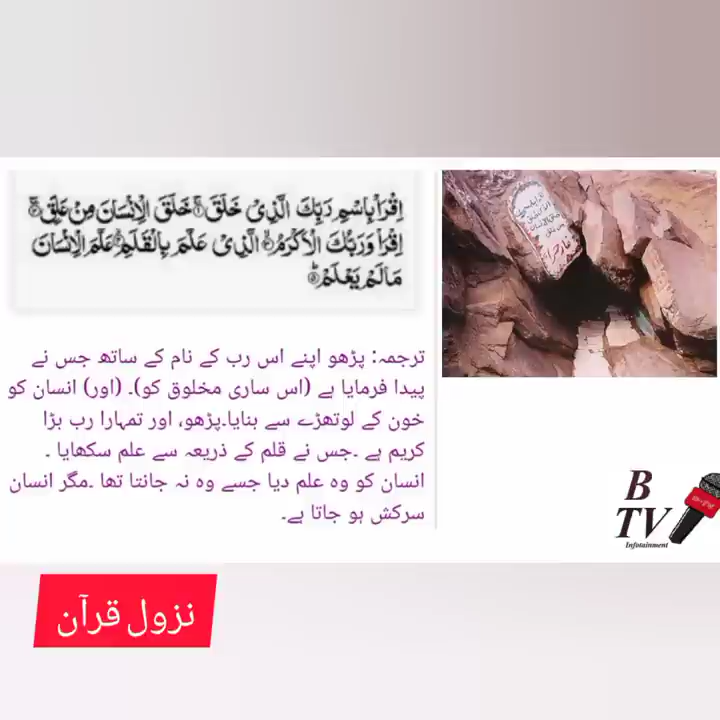 اِقْرَاْ بِاسْمِ رَبِّكَ الَّذِىْ خَلَقَ ۚ خَلَقَ الْاِنْسَانَ مِنْ عَلَقٍ ۚ
اِقْرَاْ وَرَبُّكَ الْاَكْرَمُ ۙ الَّذِىْ عَلَّمَ بِالْقَلَمِ ۙ عَلَّمَ الْاِنْسَانَ
مَا لَمْ يَعْلَمْ ؕ
ترجمہ: پڑھو اپنے اس رب کے نام کے ساتھ جس نے
پیدا فرمایا ہے (اس ساری مخلوق کو)۔ (اور) انسان کو
خون کے لوتھڑے سے بنایا۔پڑھو، اور تمہارا رب بڑا
کریم ہے ۔جس نے قلم کے ذریعہ سے علم سکھایا ۔
انسان کو وہ علم دیا جسے وہ نہ جانتا تھا ۔مگر انسان
سرکش ہو جاتا ہے۔
غار حراء
B
TV
Infotainment
نزول قرآن